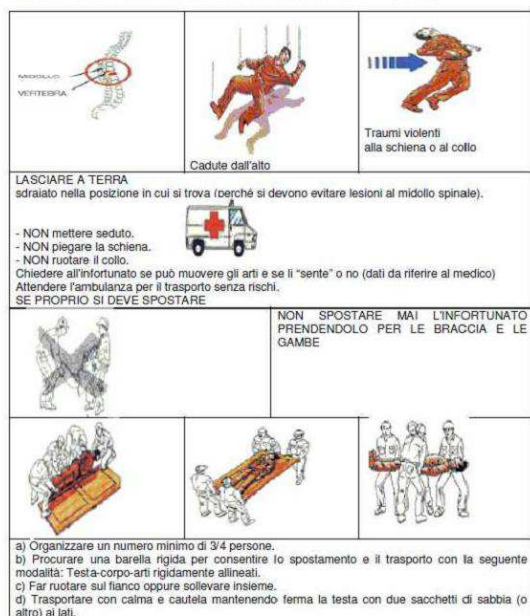 MIDOLLO
VERTEBRA
Cadute dall'alto
Traumi violenti
alla schiena o al collo
LASCIARE A TERRA
sdraiato nella posizione in cui si trova (perché si devono evitare lesioni al midollo spinale).
- NON mettere seduto.
- NON piegare la schiena.
- NON ruotare il collo.
Chiedere all'infortunato se può muovere gli arti e se li "sente" o no (dati da riferire al medico)
Attendere l'ambulanza per il trasporto senza rischi.
SE PROPRIO SI DEVE SPOSTARE
NON SPOSTARE MAI L'INFORTUNATO
PRENDENDOLO PER LE BRACCIA E LE
GAMBE
a) Organizzare un numero minimo di 3/4 persone.
b) Procurare una barella rigida per consentire lo spostamento e il trasporto con la seguente
modalità: Testa-corpo-arti rigidamente allineati.
c) Far ruotare sul fianco oppure sollevare insieme.
d) Trasportare con calma e cautela mantenendo ferma la testa con due sacchetti di sabbia (o
altro) ai lati.